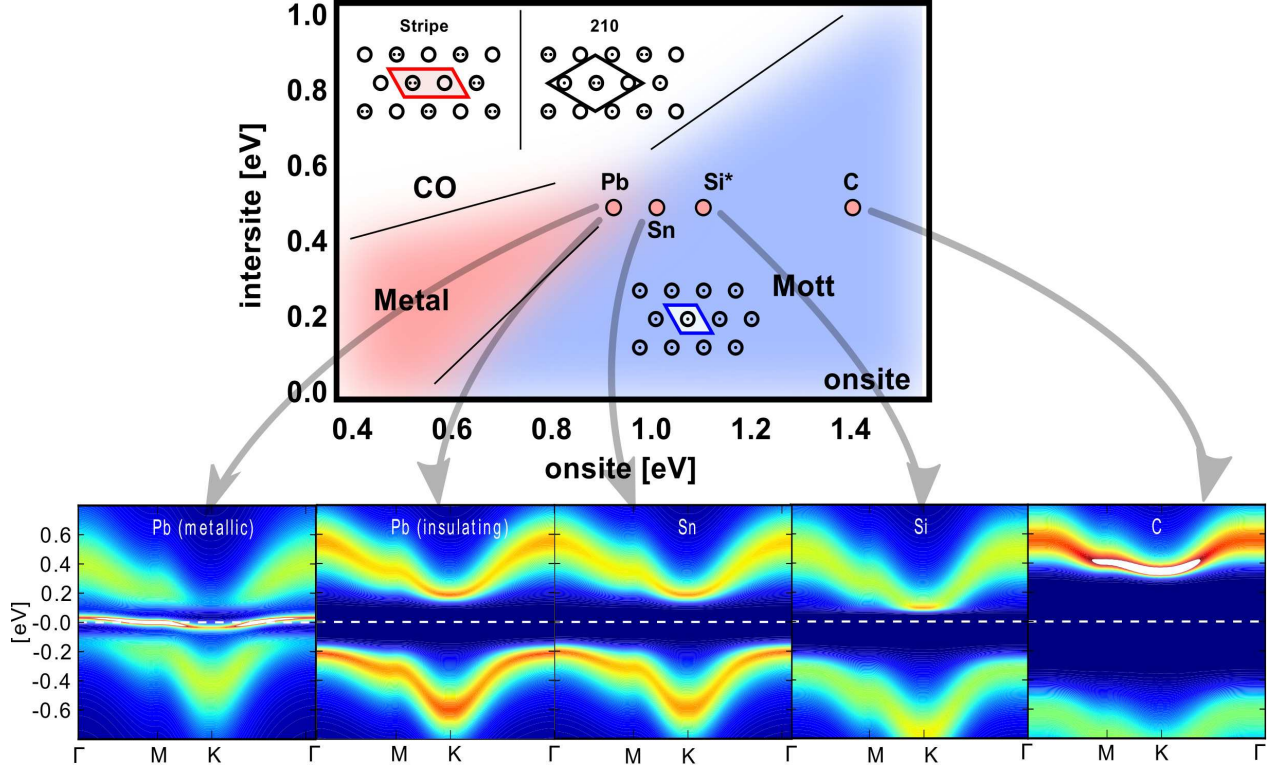 1.0
0.8
0.6
0.4
0.2
0.0
intersite [eV]
Stripe
210
CO
Pb
Sn
Si*
C
Metal
Mott
onsite
0.4 0.6 0.8 1.0 1.2 1.4
onsite [eV]
Pb (metallic)
Pb (insulating)
Sn
Si
C
0.6
0.4
0.2
-0.0
-0.2
-0.4
-0.6
[eV]
Γ M K Γ M K Γ M K Γ M K Γ M K Γ